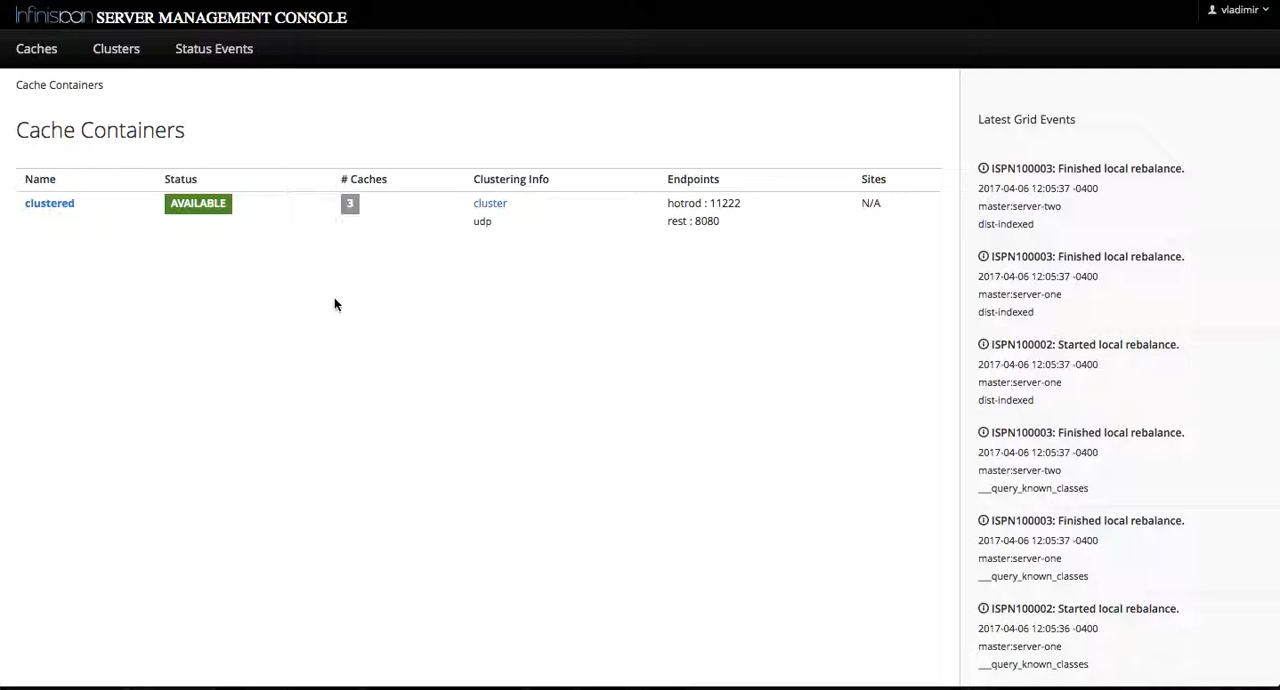 Infinispan SERVER MANAGEMENT CONSOLE
vladimir
Caches Clusters Status Events
Cache Containers
Cache Containers
Name Status # Caches Clustering Info Endpoints Sites
clustered AVAILABLE 3 cluster hotrod : 11222 N/A
udp rest : 8080
Latest Grid Events
ISPN100003: Finished local rebalance.
2017-04-06 12:05:37 -0400
master:server-two
dist-indexed
ISPN100003: Finished local rebalance.
2017-04-06 12:05:37 -0400
master:server-one
dist-indexed
ISPN100002: Started local rebalance.
2017-04-06 12:05:37 -0400
master:server-one
dist-indexed
ISPN100003: Finished local rebalance.
2017-04-06 12:05:37 -0400
master:server-two
___query_known_classes
ISPN100003: Finished local rebalance.
2017-04-06 12:05:37 -0400
master:server-one
___query_known_classes
ISPN100002: Started local rebalance.
2017-04-06 12:05:36 -0400
master:server-one
___query_known_classes